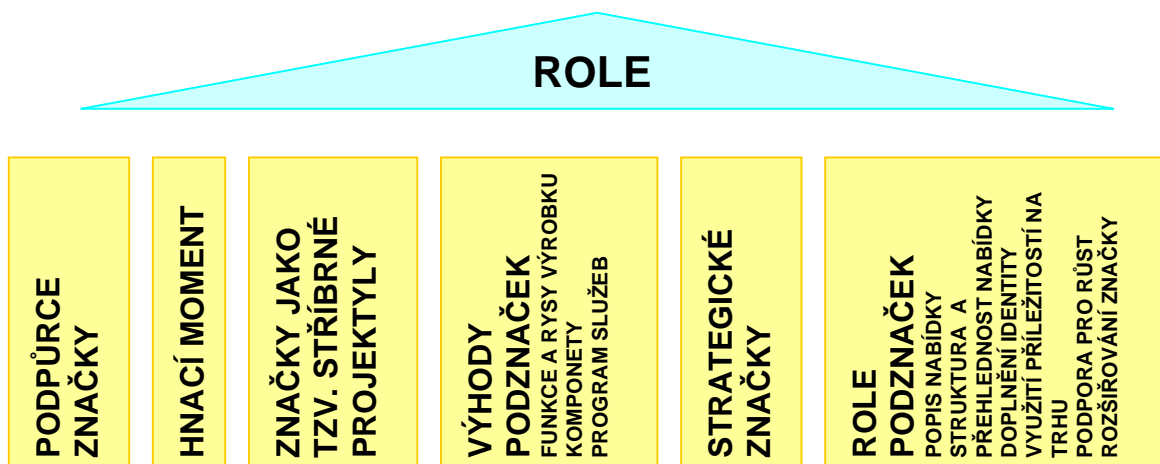 ROLE
PODPŮRCE
ZNAČKY
HNACÍ MOMENT
ZNAČKY JAKO
TZV. STŘÍBRNÉ
PROJEKTYLY
VÝHODY
PODZNAČEK
FUNKCE A RYSY VÝROBKU
KOMPONETY
PROGRAM SLUŽEB
STRATEGICKÉ
ZNAČKY
ROLE
PODZNAČEK
POPIS NABÍDKY
STRUKTURA A
PŘEHLEDNOST NABÍDKY
DOPLNĚNÍ IDENTITY
VYUŽITÍ PŘÍLEŽITOSTÍ NA
TRHU
PODPORA PRO RŮST
ROZŠIŘOVÁNÍ ZNAČKY